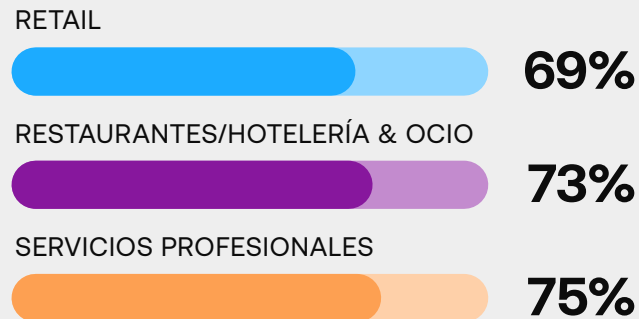 RETAIL
69%
RESTAURANTES/HOTELERÍA & OCIO
73%
SERVICIOS PROFESIONALES
75%